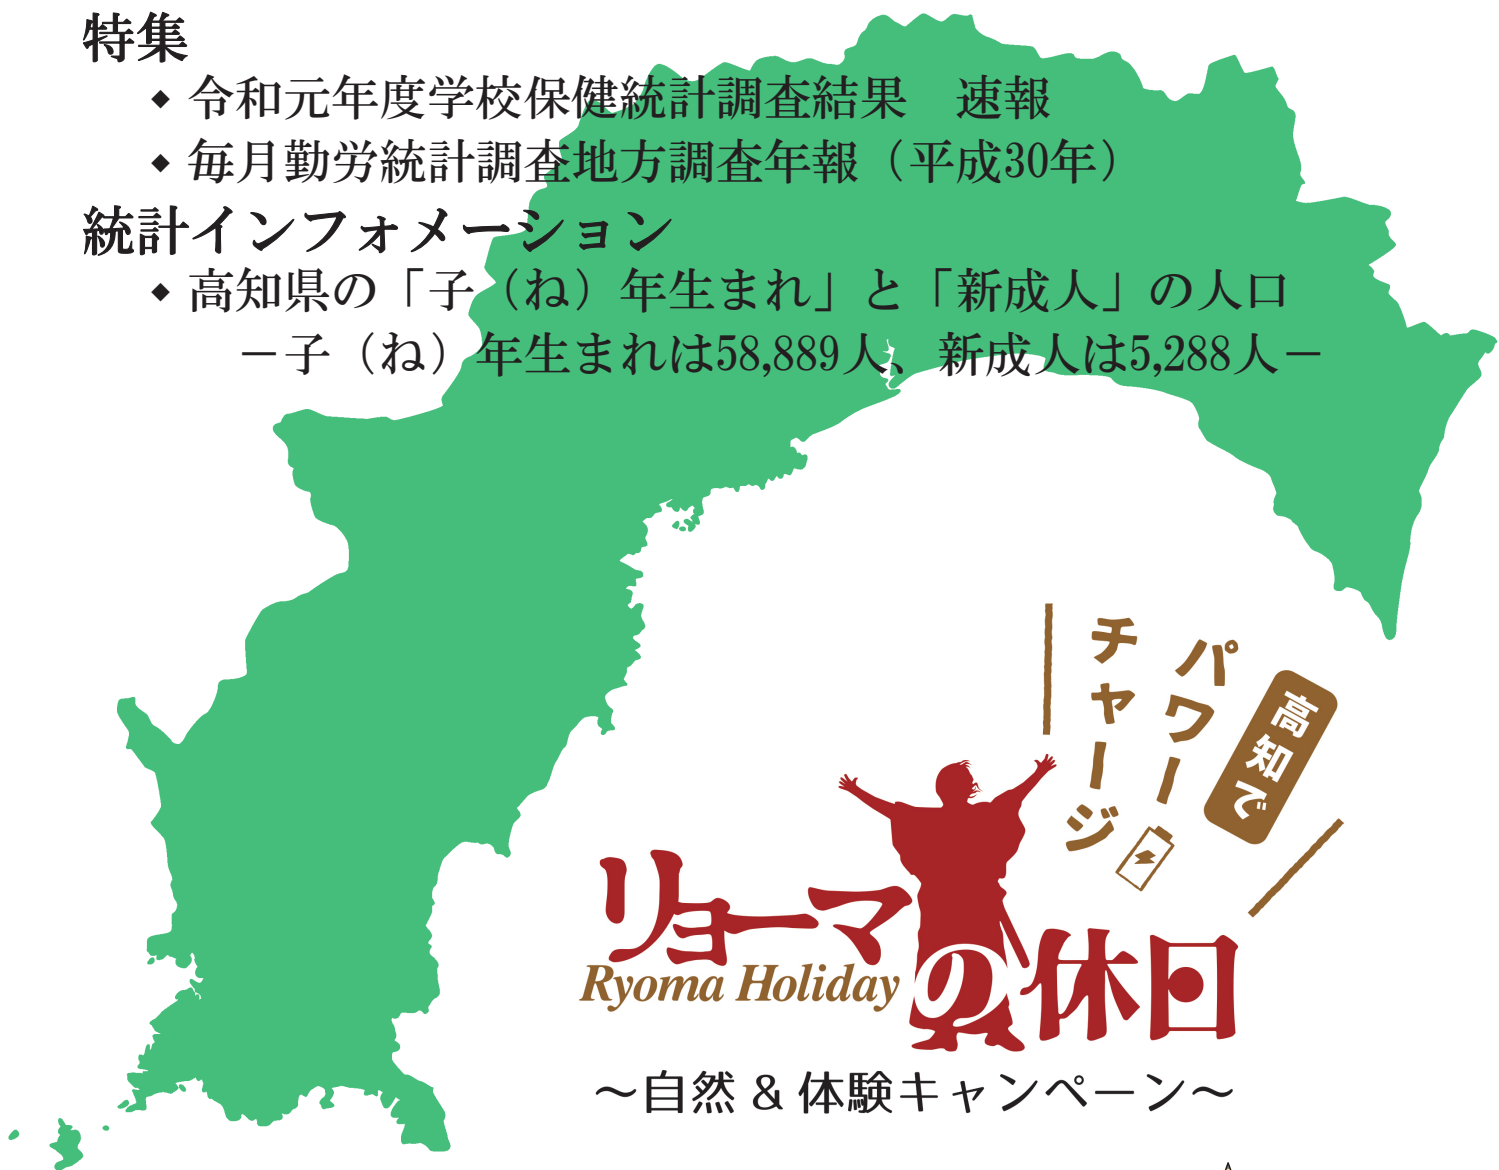 特集
◆ 令和元年度学校保健統計調査結果　速報
◆ 毎月勤労統計調査地方調査年報（平成30年）
統計インフォメーション
◆ 高知県の「子（ね）年生まれ」と「新成人」の人口
－子（ね）年生まれは58,889人、新成人は5,288人－
高知で
パワー
チャージ
リョーマの休日
Ryoma Holiday
～自然 & 体験キャンペーン～